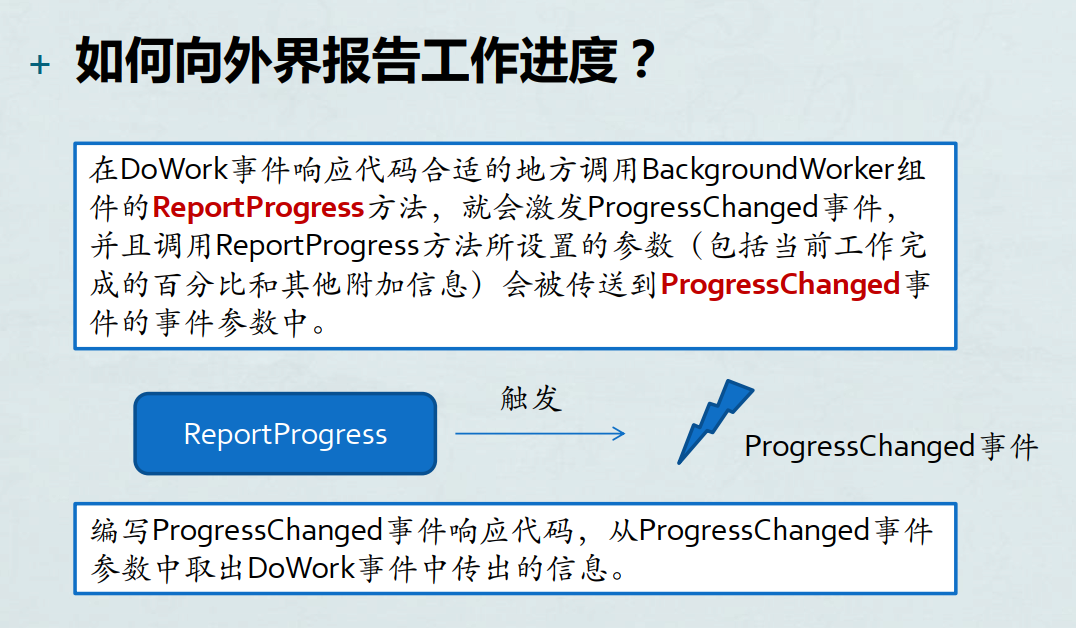 + 如何向外界报告工作进度？
在DoWork事件响应代码合适的地方调用BackgroundWorker组
件的ReportProgress方法，就会激发ProgressChanged事件，
并且调用ReportProgress方法所设置的参数（包括当前工作完
成的百分比和其他附加信息）会被传送到ProgressChanged事
件的事件参数中。
触发
ReportProgress
ProgressChanged事件
编写ProgressChanged事件响应代码，从ProgressChanged事件
参数中取出DoWork事件中传出的信息。